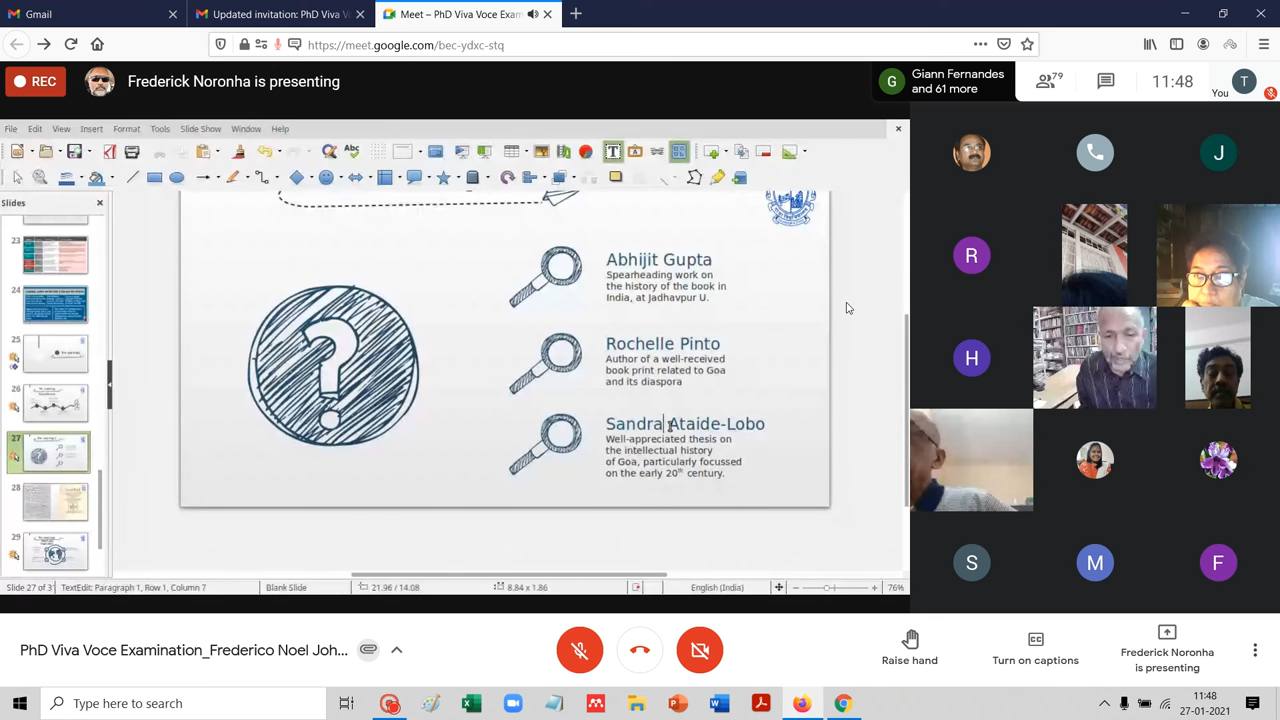 Gmail
Updated invitation: PhD Viva V
Meet – PhD Viva Voce Exam
https://meet.google.com/bec-ydxc-stq
REC
Frederick Noronha is presenting
G
Giann Fernandes
and 61 more
79
11:48
You
T
File Edit View Insert Format Tools Slide Show Window Help
Abc
T
Slides
23
24
25
26
27
28
29
Abhijit Gupta
Spearheading work on
the history of the book in
India, at Jadhavpur U.
Rochelle Pinto
Author of a well-received
book print related to Goa
and its diaspora
Sandra Ataide-Lobo
Well-appreciated thesis on
the intellectual history
of Goa, particularly focussed
on the early 20th century.
?
Slide 27 of 3
TextEdit: Paragraph 1, Row 1, Column 7
Blank Slide
21.96 / 14.08
8.84 x 1.86
English (India)
76%
J
R
H
S
M
F
PhD Viva Voce Examination_Frederico Noel Joh...
Raise hand
Turn on captions
Frederick Noronha
is presenting
Type here to search
11:48
27-01-2021